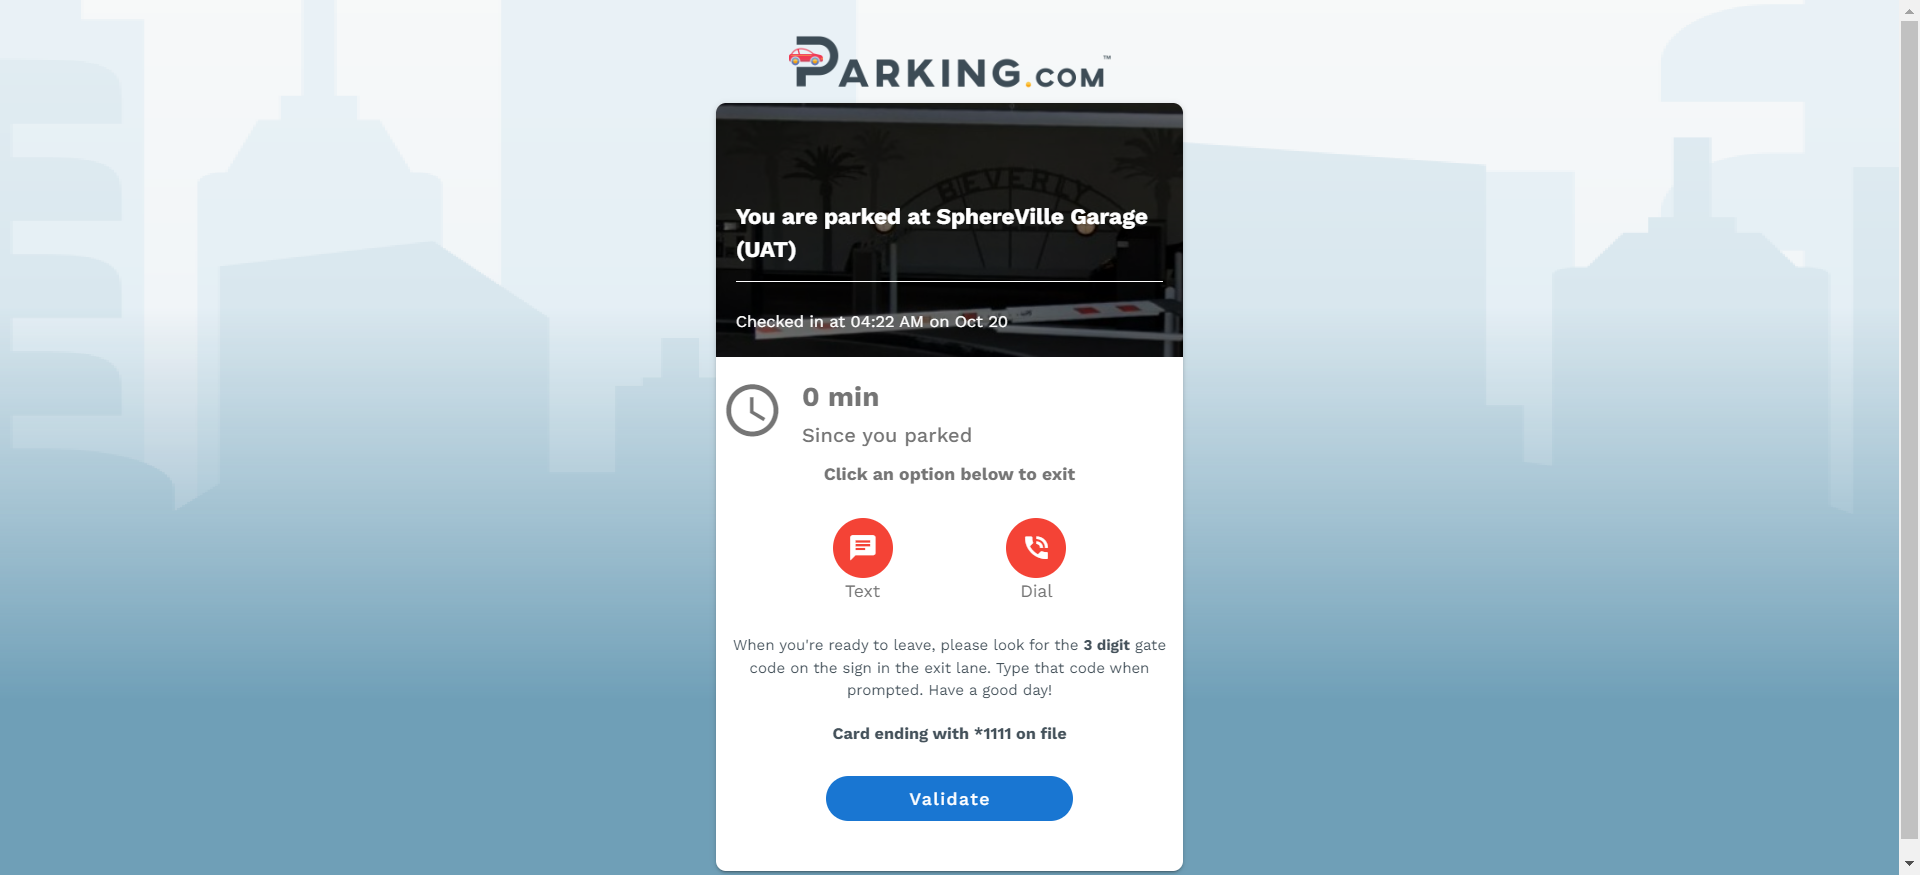 PARKING.COM™
BEVERLY
You are parked at SphereVille Garage
(UAT)
Checked in at 04:22 AM on Oct 20
0 min
Since you parked
Click an option below to exit
Text
Dial
When you're ready to leave, please look for the 3 digit gate
code on the sign in the exit lane. Type that code when
prompted. Have a good day!
Card ending with *1111 on file
Validate